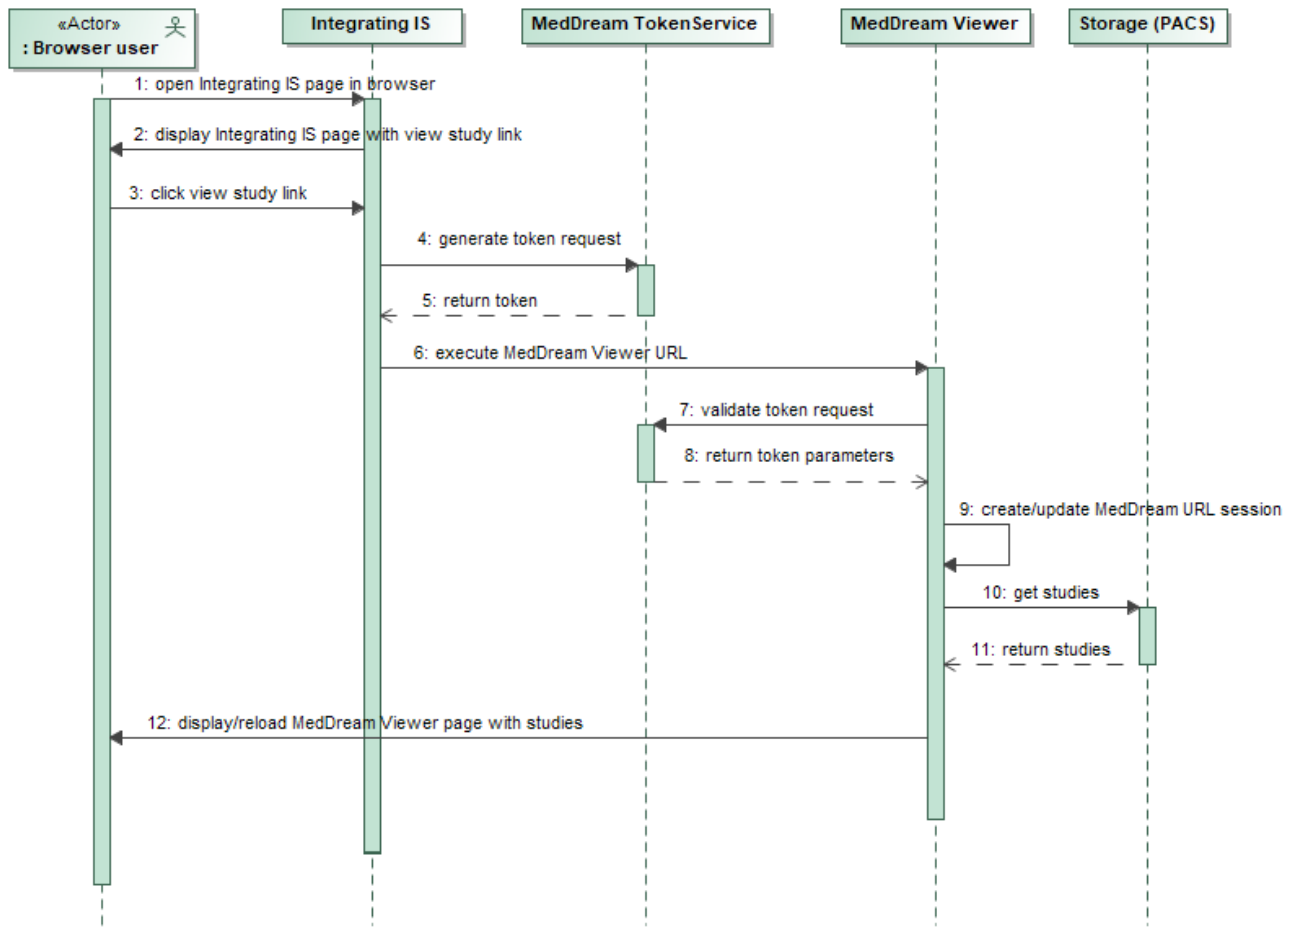 «Actor»
: Browser user
Integrating IS
MedDream TokenService
MedDream Viewer
Storage (PACS)
1: open Integrating IS page in browser
2: display Integrating IS page with view study link
3: click view study link
4: generate token request
5: return token
6: execute MedDream Viewer URL
7: validate token request
8: return token parameters
9: create/update MedDream URL session
10: get studies
11: return studies
12: display/reload MedDream Viewer page with studies